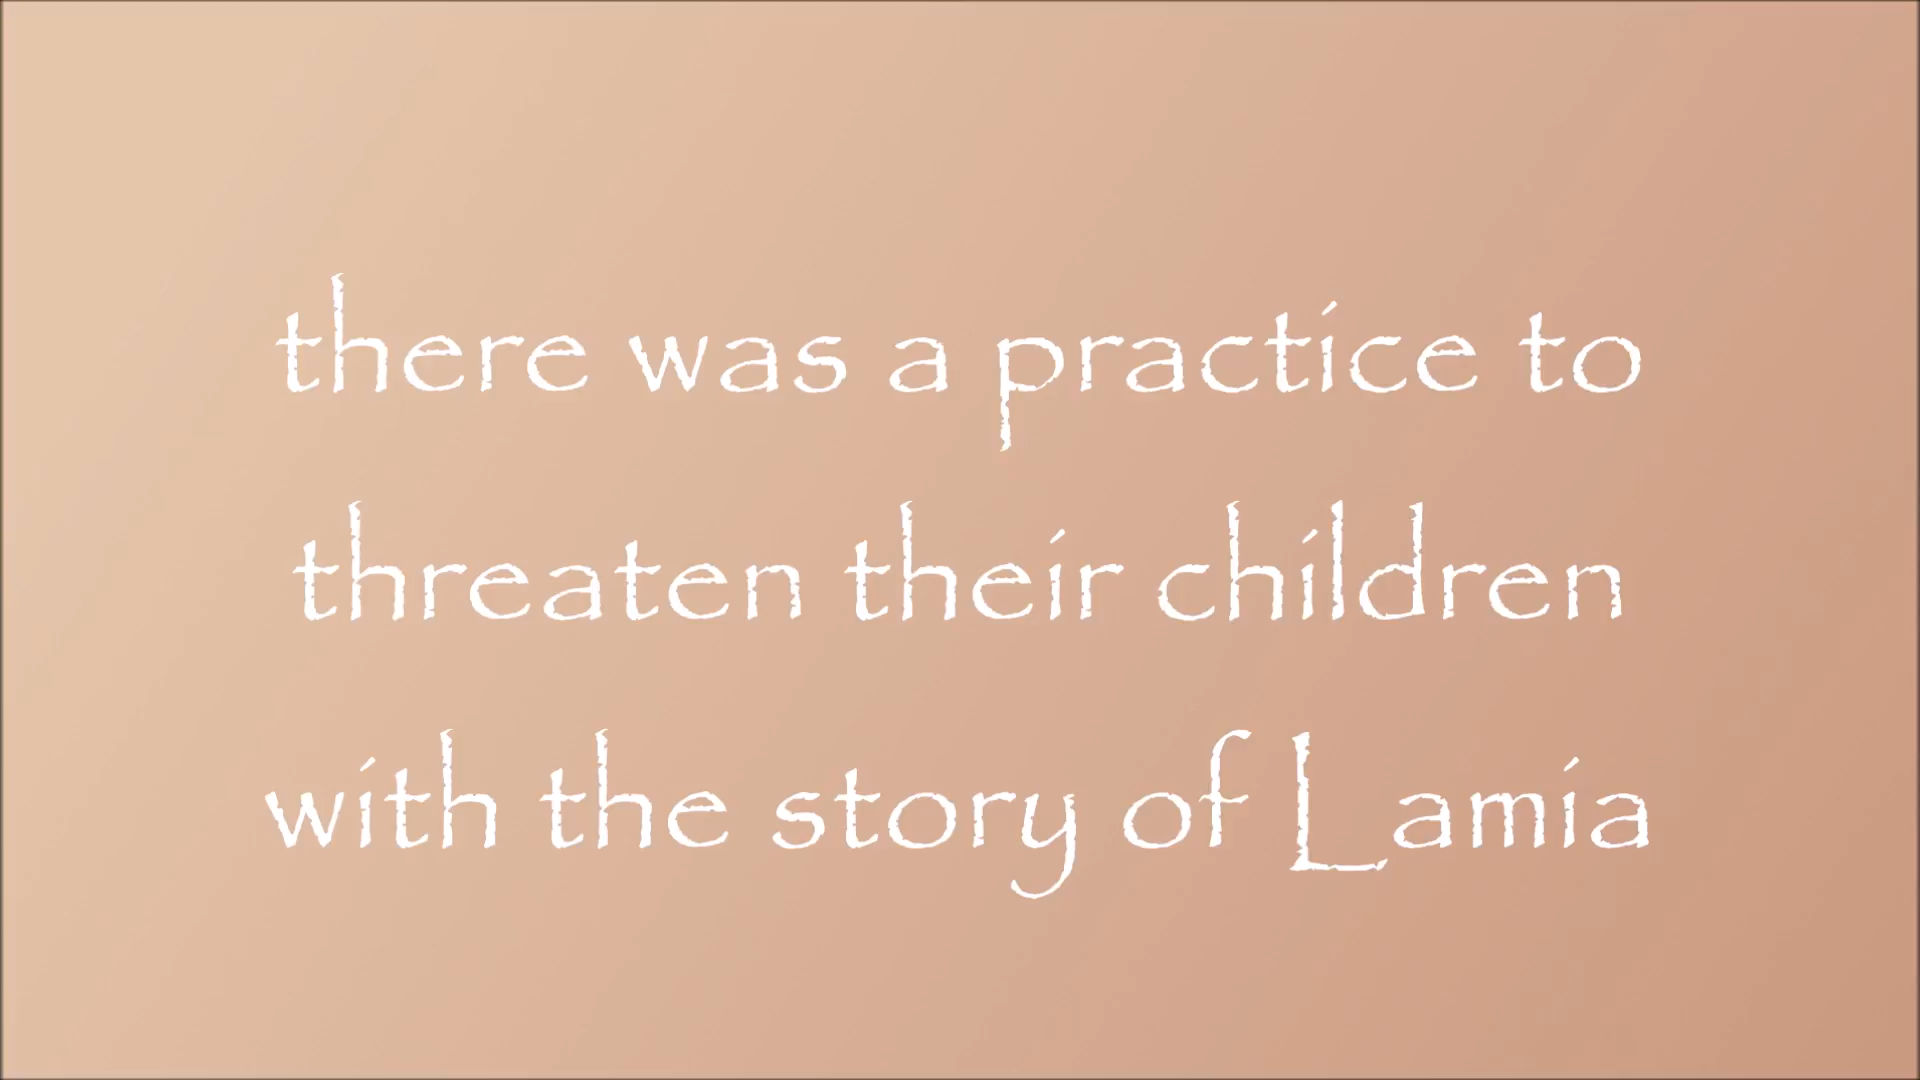 there was a practice to
threaten their children
with the story of Lamia